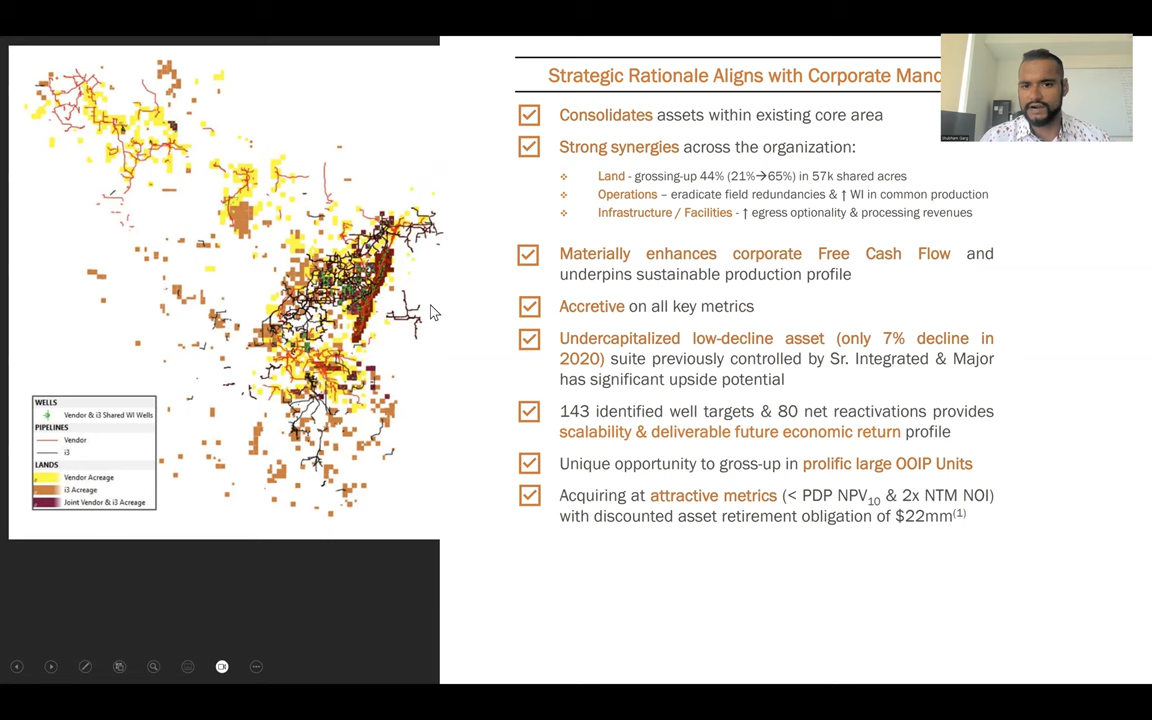 Strategic Rationale Aligns with Corporate Mand
Consolidates assets within existing core area
Strong synergies across the organization:
Land - grossing-up 44% (21%→65%) in 57k shared acres
Operations – eradicate field redundancies & ↑ WI in common production
Infrastructure / Facilities - ↑ egress optionality & processing revenues
Materially enhances corporate Free Cash Flow and
underpins sustainable production profile
Accretive on all key metrics
Undercapitalized low-decline asset (only 7% decline in
2020) suite previously controlled by Sr. Integrated & Major
has significant upside potential
143 identified well targets & 80 net reactivations provides
scalability & deliverable future economic return profile
Unique opportunity to gross-up in prolific large OOIP Units
Acquiring at attractive metrics (< PDP NPV10 & 2x NTM NOI)
with discounted asset retirement obligation of $22mm(1)
WELLS
Vendor & i3 Shared WI Wells
PIPELINES
Vendor
i3
LANDS
Vendor Acreage
i3 Acreage
Joint Vendor & i3 Acreage
Shubham Garg